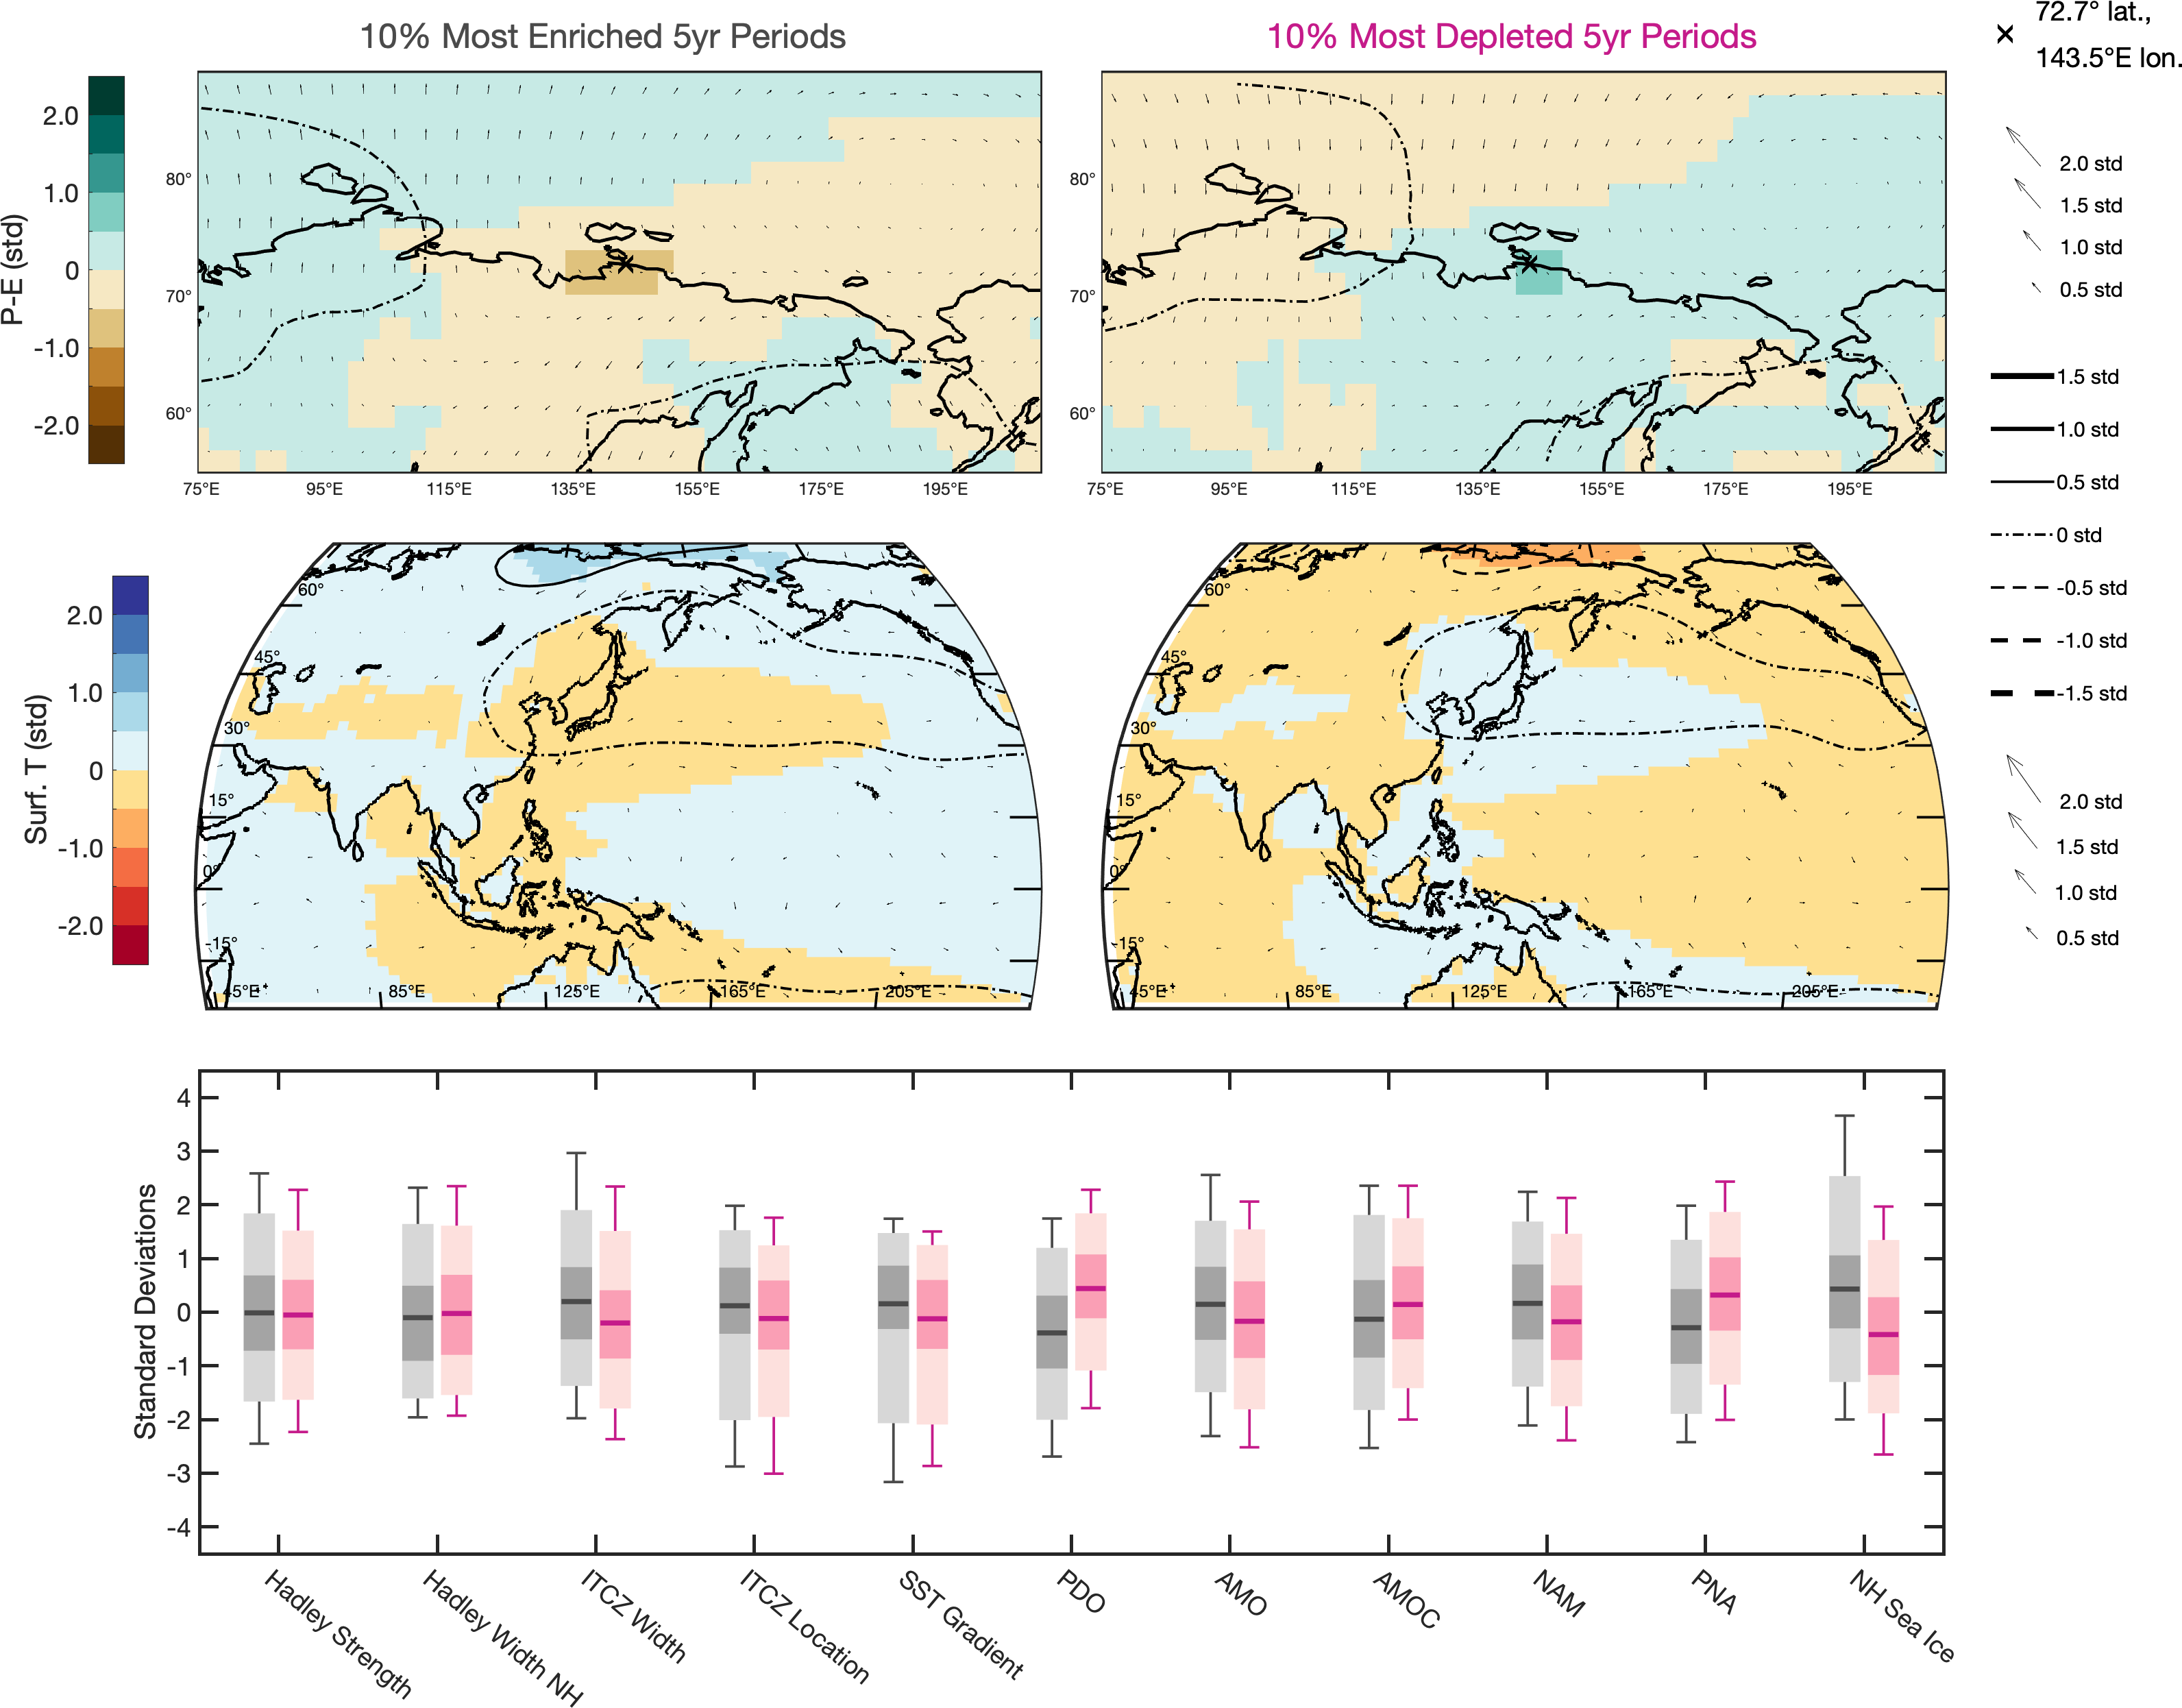 10% Most Enriched 5yr Periods
10% Most Depleted 5yr Periods
72.7° lat.,
143.5°E lon.
P-E (std)
2.0
1.0
0
-1.0
-2.0
80°
70°
60°
75°E 95°E 115°E 135°E 155°E 175°E 195°E
80°
70°
60°
75°E 95°E 115°E 135°E 155°E 175°E 195°E
2.0 std
1.5 std
1.0 std
0.5 std
1.5 std
1.0 std
0.5 std
0 std
-0.5 std
-1.0 std
-1.5 std
Surf. T (std)
2.0
1.0
0
-1.0
-2.0
60°
45°
30°
15°
0°
-15°
45°E 85°E 125°E 165°E 205°E
60°
45°
30°
15°
0°
-15°
45°E 85°E 125°E 165°E 205°E
2.0 std
1.5 std
1.0 std
0.5 std
Standard Deviations
4
3
2
1
0
-1
-2
-3
-4
Hadley Strength
Hadley Width NH
ITCZ Width
ITCZ Location
SST Gradient
PDO
AMO
AMOC
NAM
PNA
NH Sea Ice